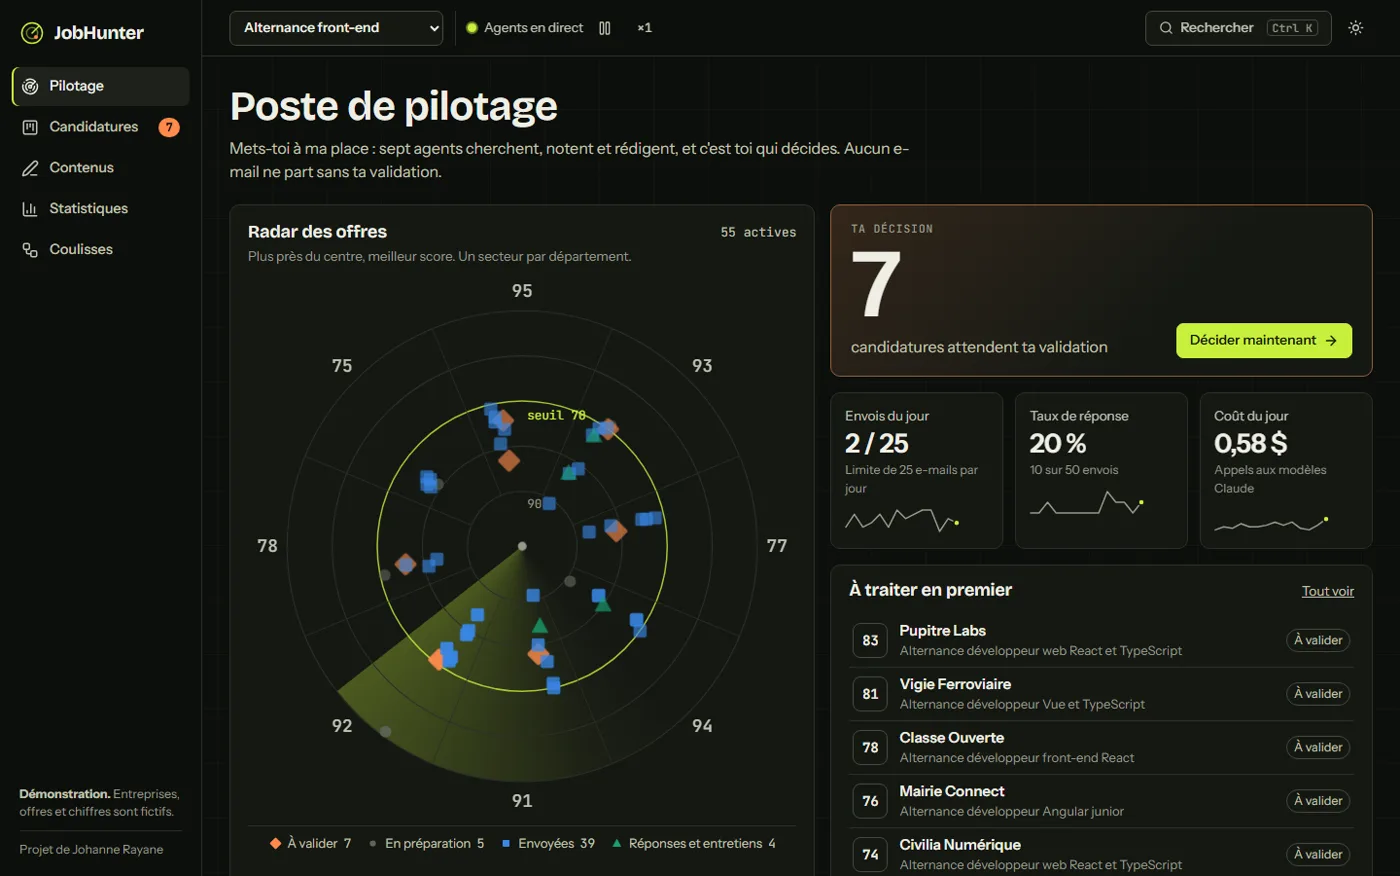 JobHunter
Pilotage
Candidatures 7
Contenus
Statistiques
Coulisses
Démonstration. Entreprises,
offres et chiffres sont fictifs.
Projet de Johanne Rayane
Alternance front-end
Agents en direct
×1
Rechercher Ctrl K
Poste de pilotage
Mets-toi à ma place : sept agents cherchent, notent et rédigent, et c'est toi qui décides. Aucun e-
mail ne part sans ta validation.
Radar des offres
55 actives
Plus près du centre, meilleur score. Un secteur par département.
95
75
93
seuil 70
90
78
77
92
94
91
À valider 7
En préparation 5
Envoyées 39
Réponses et entretiens 4
TA DÉCISION
7
candidatures attendent ta validation
Décider maintenant
Envois du jour
2 / 25
Limite de 25 e-mails par
jour
Taux de réponse
20 %
10 sur 50 envois
Coût du jour
0,58 $
Appels aux modèles
Claude
À traiter en premier
Tout voir
83
Pupitre Labs
Alternance développeur web React et TypeScript
À valider
81
Vigie Ferroviaire
Alternance développeur Vue et TypeScript
À valider
78
Classe Ouverte
Alternance développeur front-end React
À valider
76
Mairie Connect
Alternance développeur Angular junior
À valider
74
Civilia Numérique
Alternance développeur web React et TypeScript
À valider